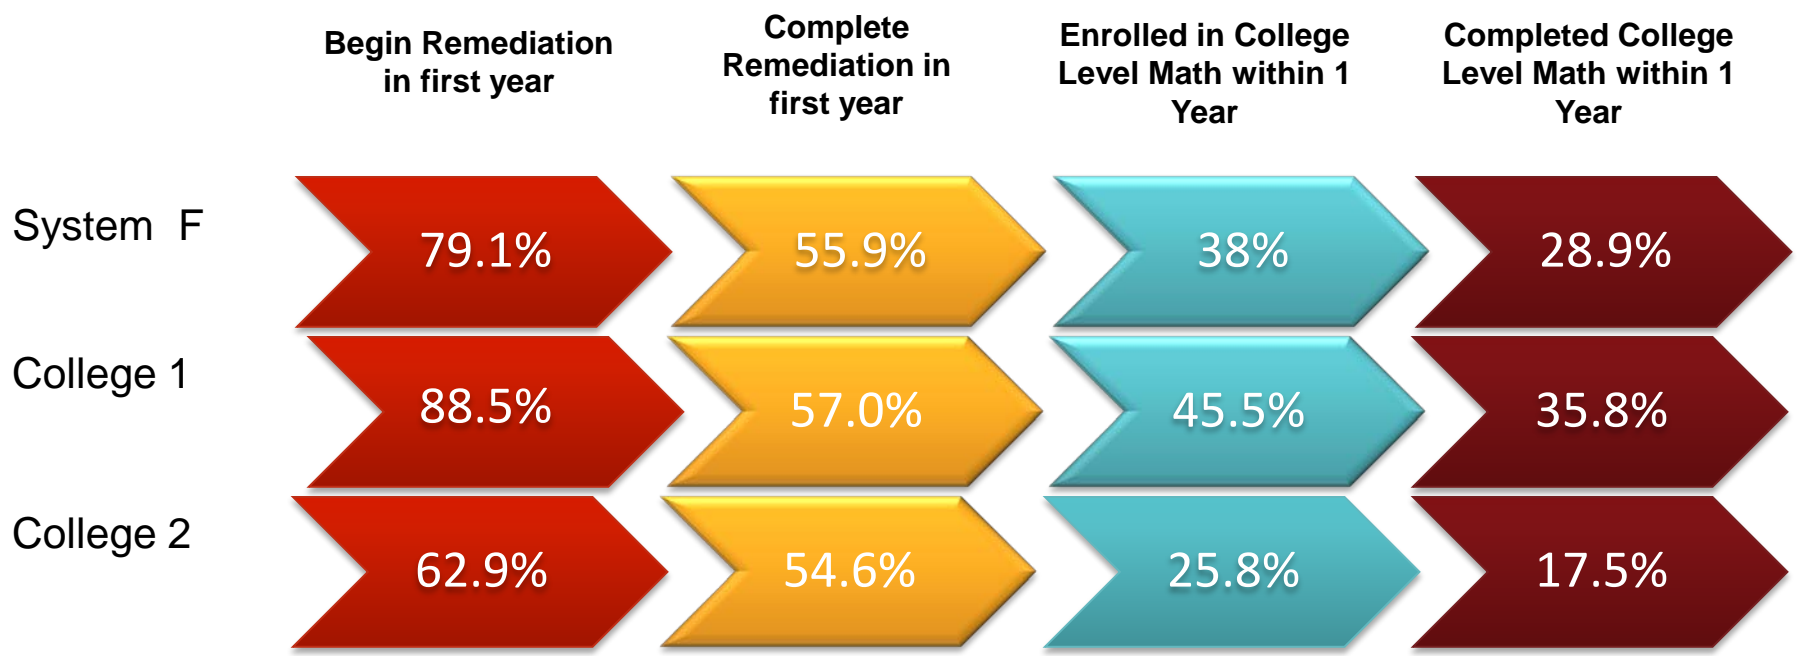 Begin Remediation
in first year
Complete
Remediation in
first year
Enrolled in College
Level Math within 1
Year
Completed College
Level Math within 1
Year
System F
79.1%
55.9%
38%
28.9%
College 1
88.5%
57.0%
45.5%
35.8%
College 2
62.9%
54.6%
25.8%
17.5%